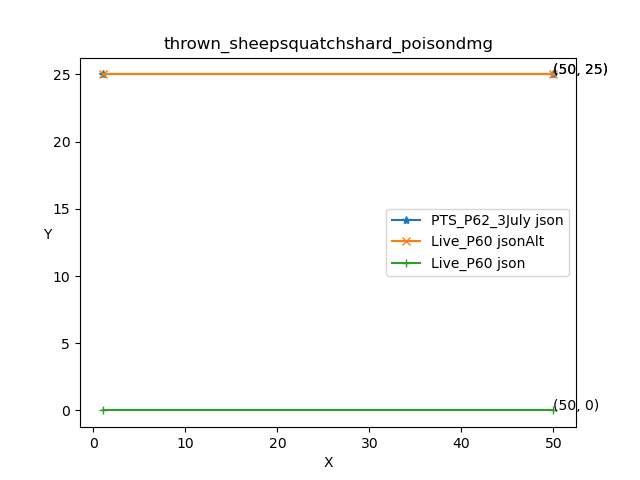 thrown_sheepsquatchshard_poisondmg
(50, 25)
25
20
15
10
5
0
Y
PTS_P62_3July json
Live_P60 jsonAlt
Live_P60 json
(50, 0)
0 10 20 30 40 50
X